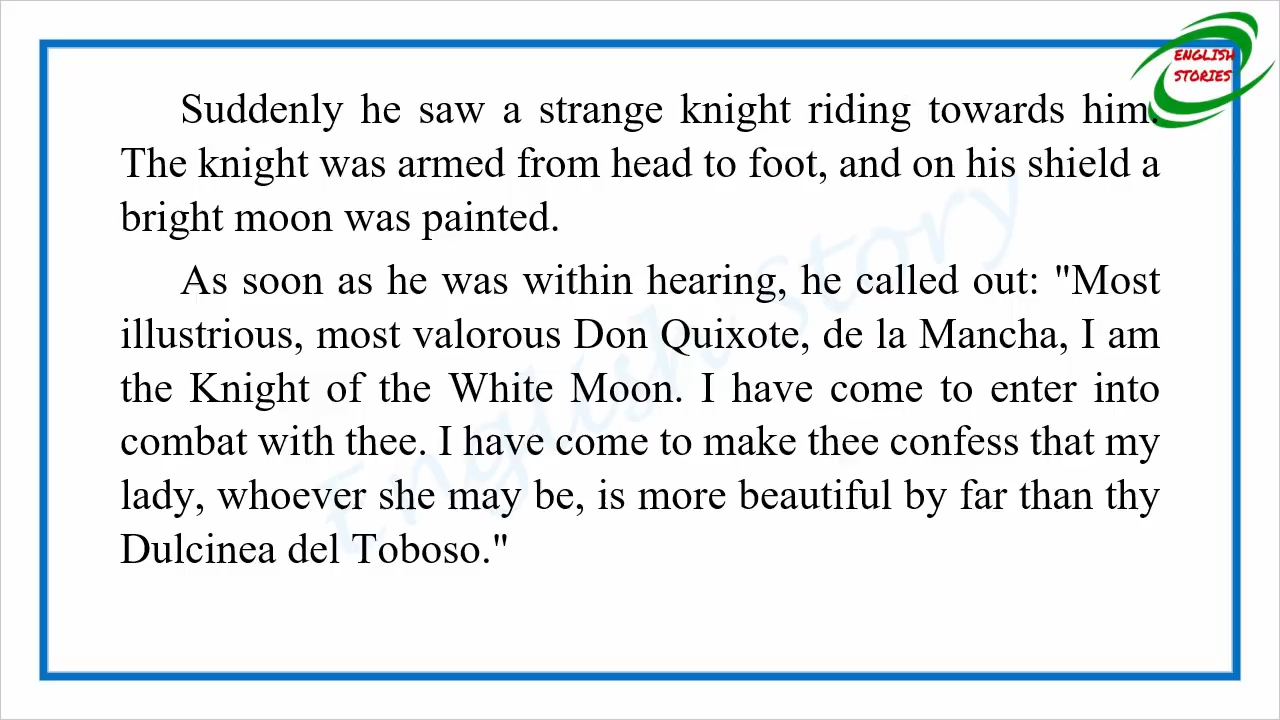 ENGLISH
STORIES
Suddenly he saw a strange knight riding towards him.
The knight was armed from head to foot, and on his shield a
bright moon was painted.
As soon as he was within hearing, he called out: "Most
illustrious, most valorous Don Quixote, de la Mancha, I am
the Knight of the White Moon. I have come to enter into
combat with thee. I have come to make thee confess that my
lady, whoever she may be, is more beautiful by far than thy
Dulcinea del Toboso."
English Story